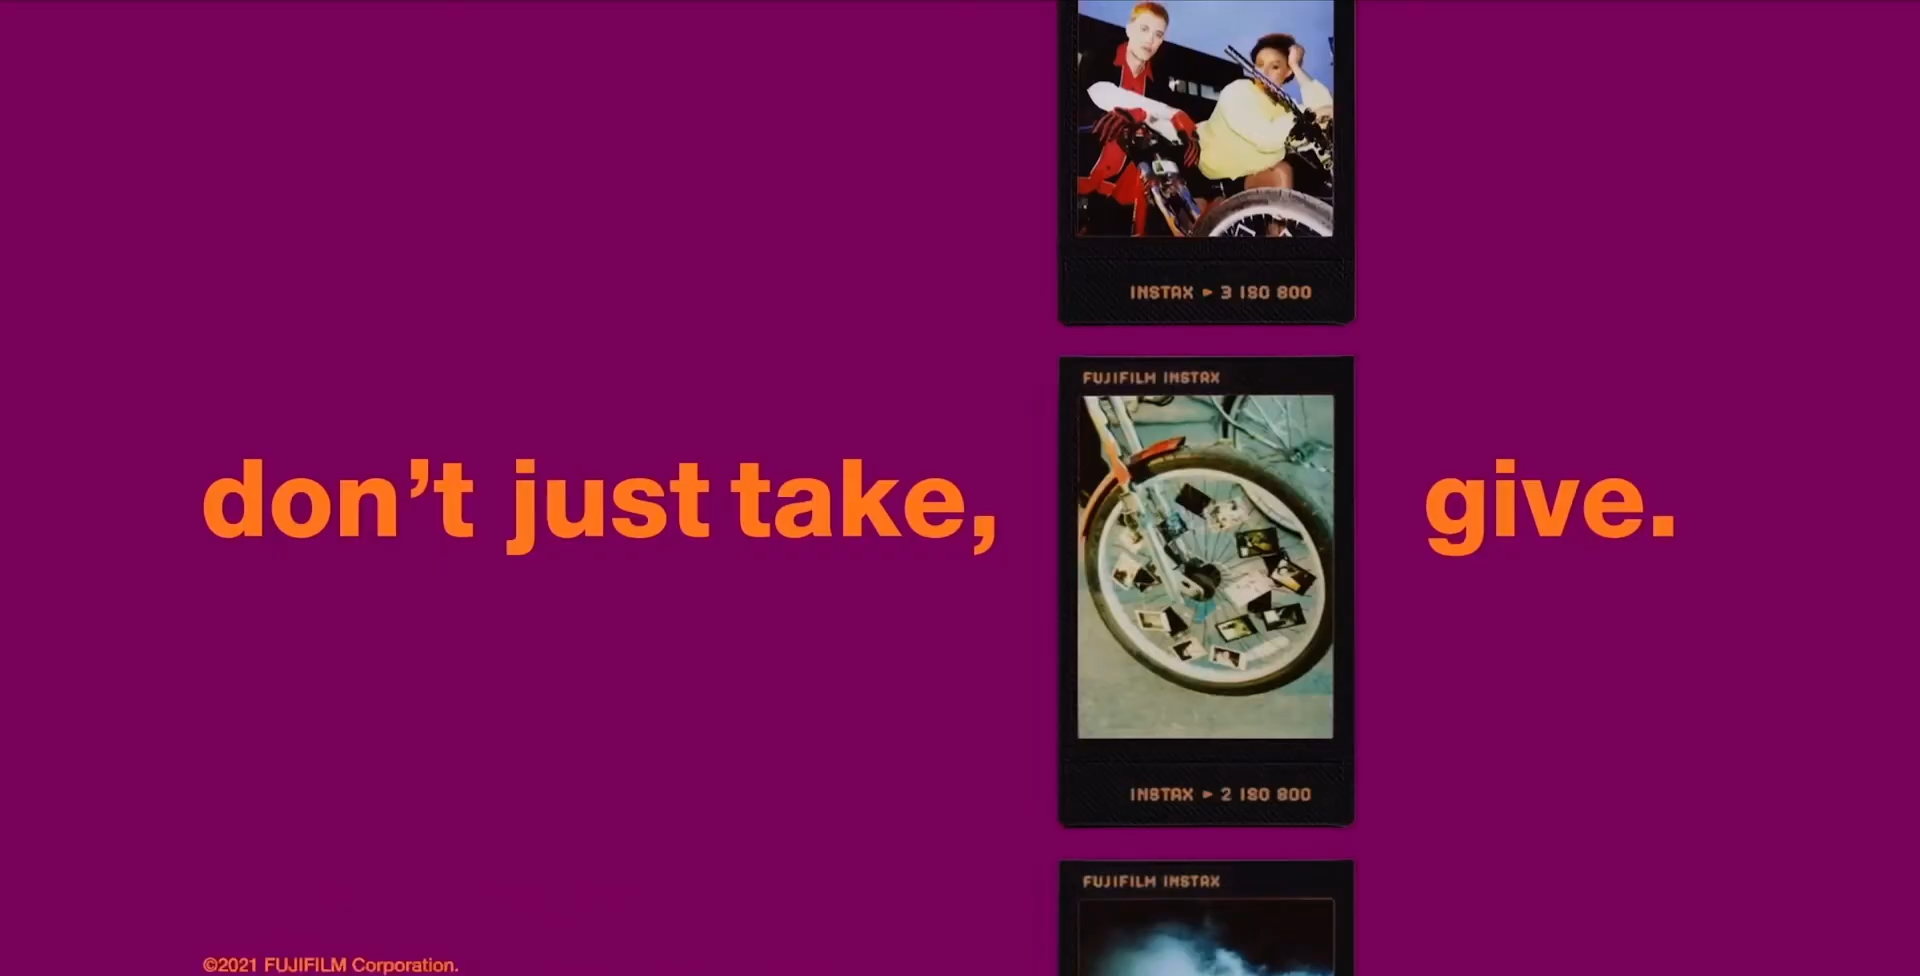 INSTAX ► 3 ISO 800
FUJIFILM INSTAX
don’t just take,
give.
INSTAX ► 2 ISO 800
FUJIFILM INSTAX
©2021 FUJIFILM Corporation.